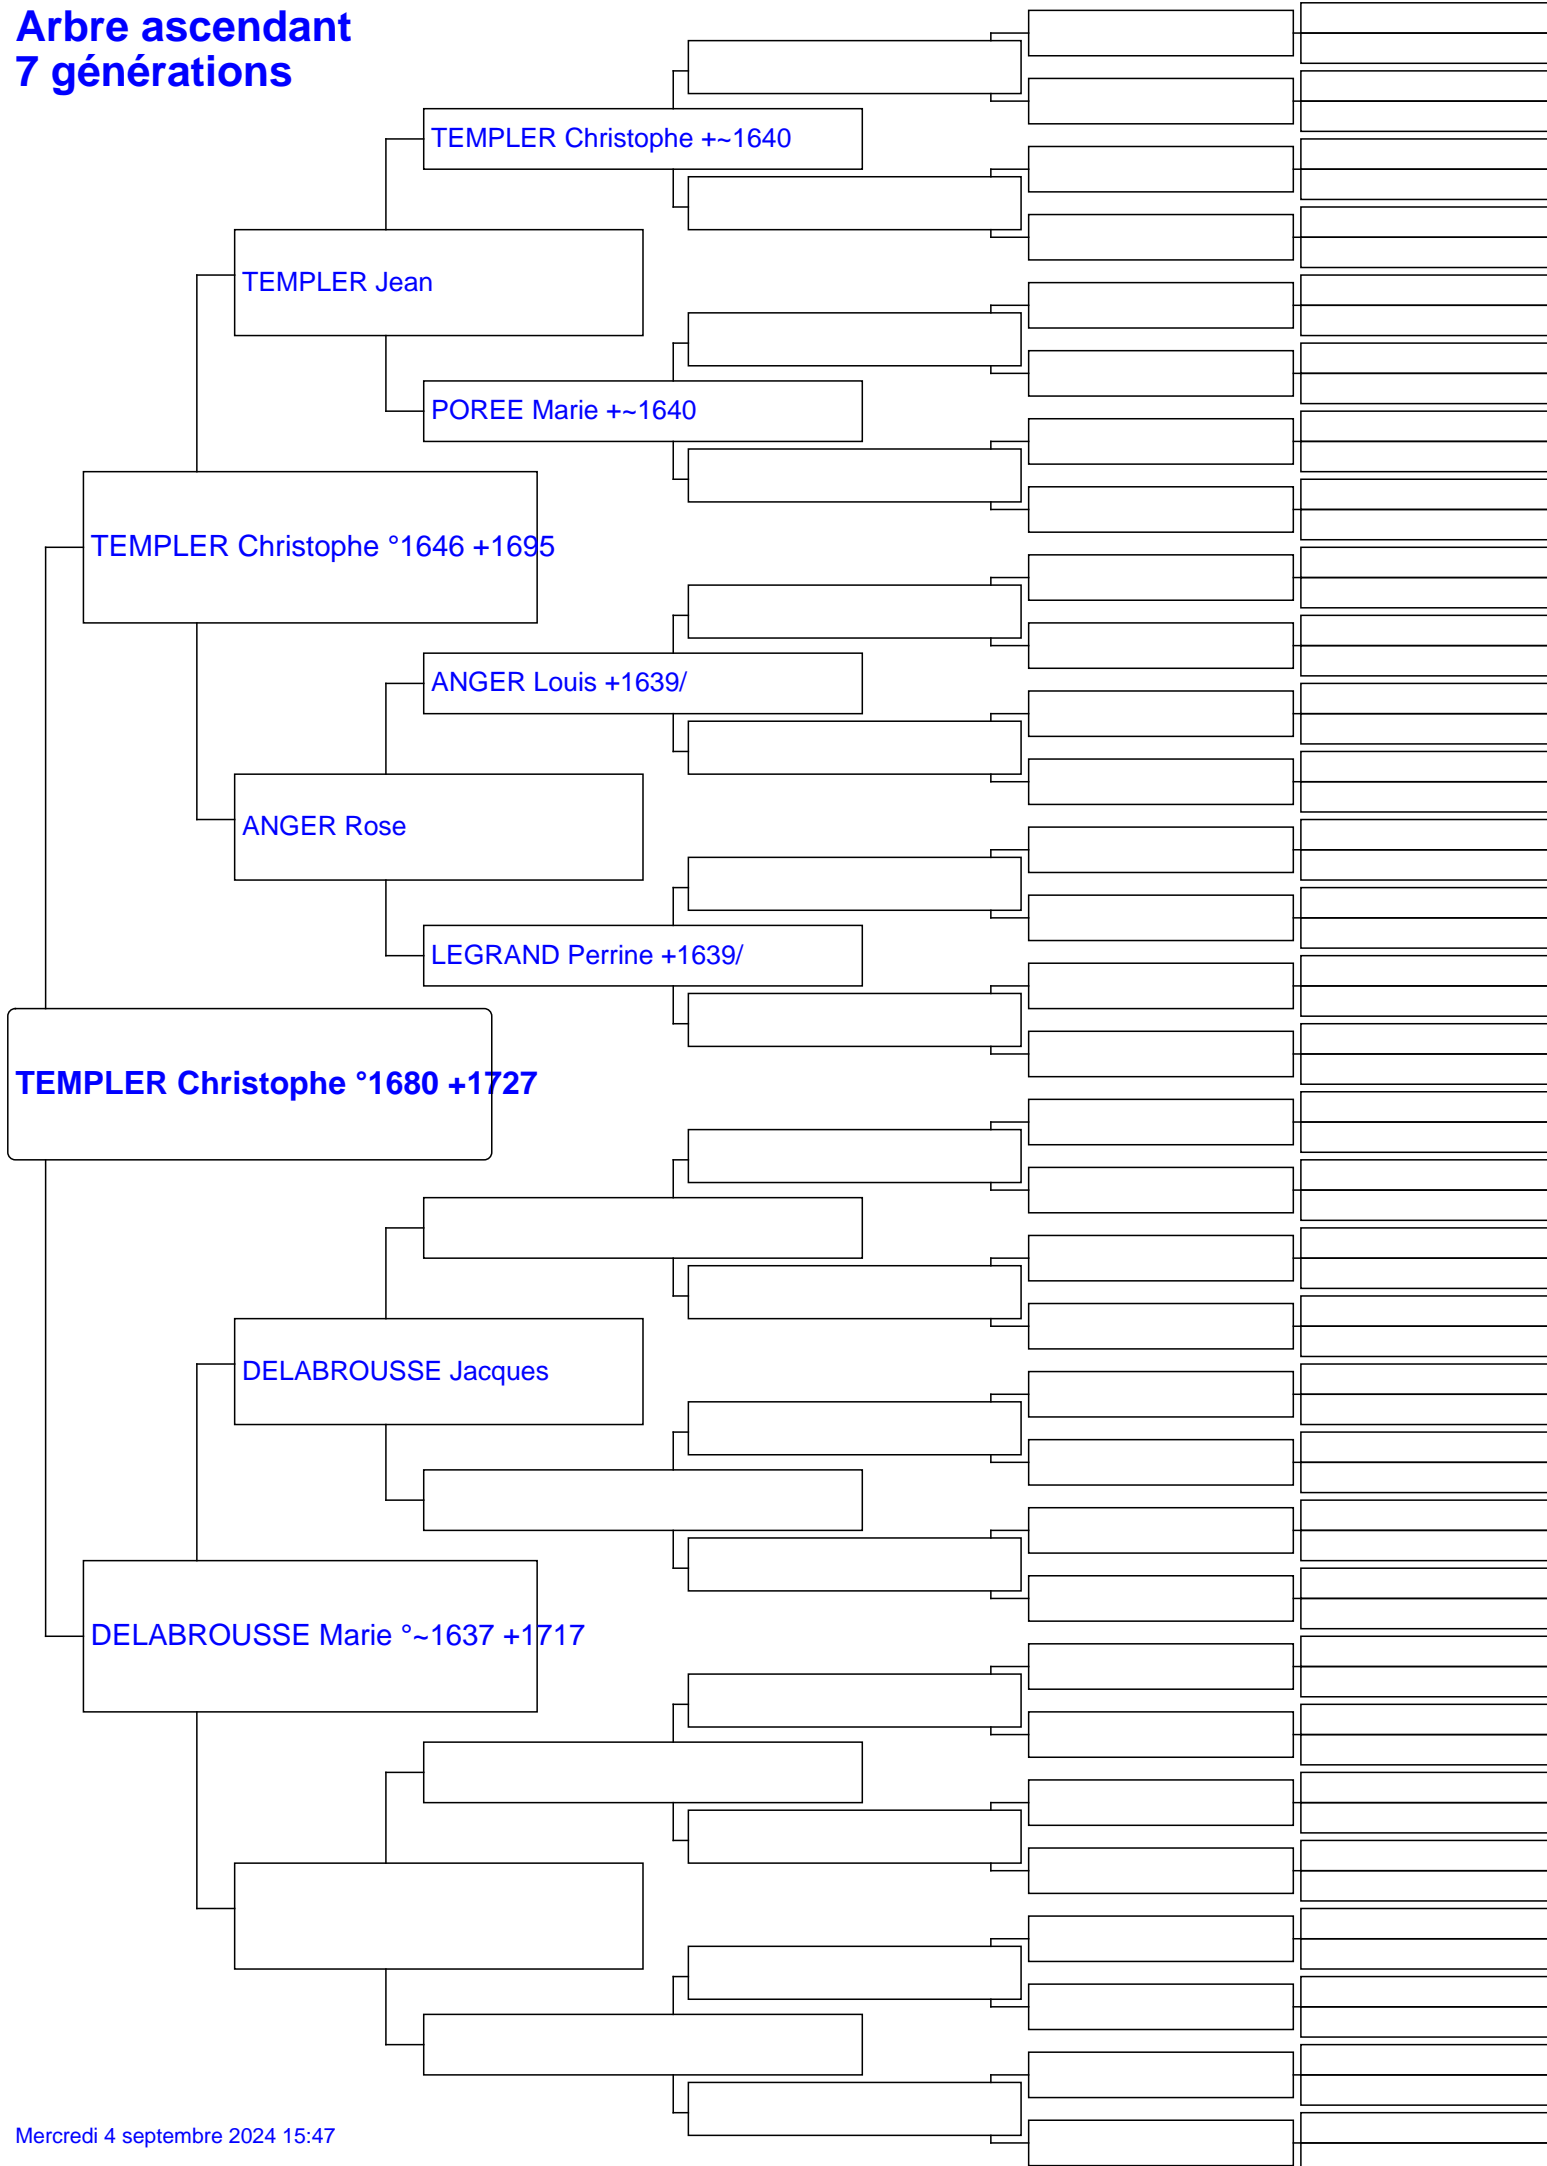 Arbre ascendant
7 générations
TEMPLER Christophe +~1640
TEMPLER Jean
POREE Marie +~1640
TEMPLER Christophe °1646 +1695
ANGER Louis +1639/
ANGER Rose
LEGRAND Perrine +1639/
TEMPLER Christophe °1680 +1727
DELABROUSSE Jacques
DELABROUSSE Marie °~1637 +1717
Mercredi 4 septembre 2024 15:47